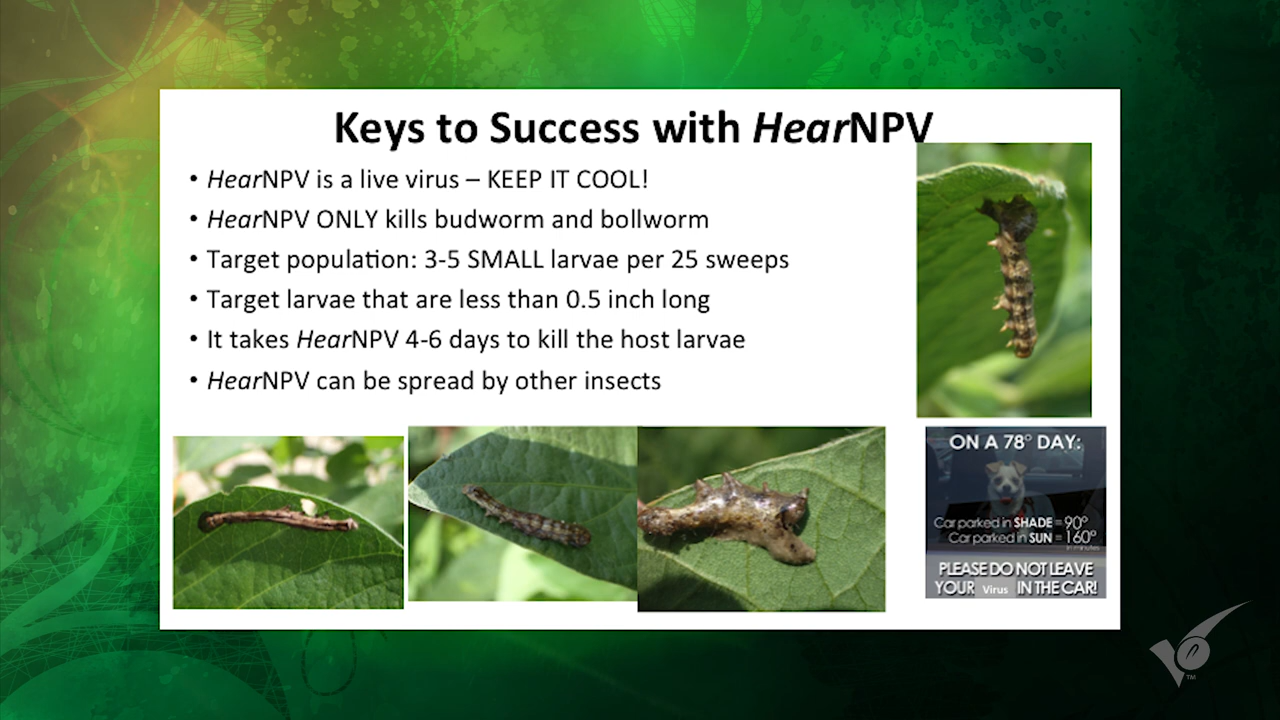 Keys to Success with HearNPV
• HearNPV is a live virus – KEEP IT COOL!
• HearNPV ONLY kills budworm and bollworm
• Target population: 3-5 SMALL larvae per 25 sweeps
• Target larvae that are less than 0.5 inch long
• It takes HearNPV 4-6 days to kill the host larvae
• HearNPV can be spread by other insects
ON A 78° DAY:
Car parked in SHADE = 90°
Car parked in SUN = 160°
in minutes
PLEASE DO NOT LEAVE
YOUR Virus IN THE CAR!
TM